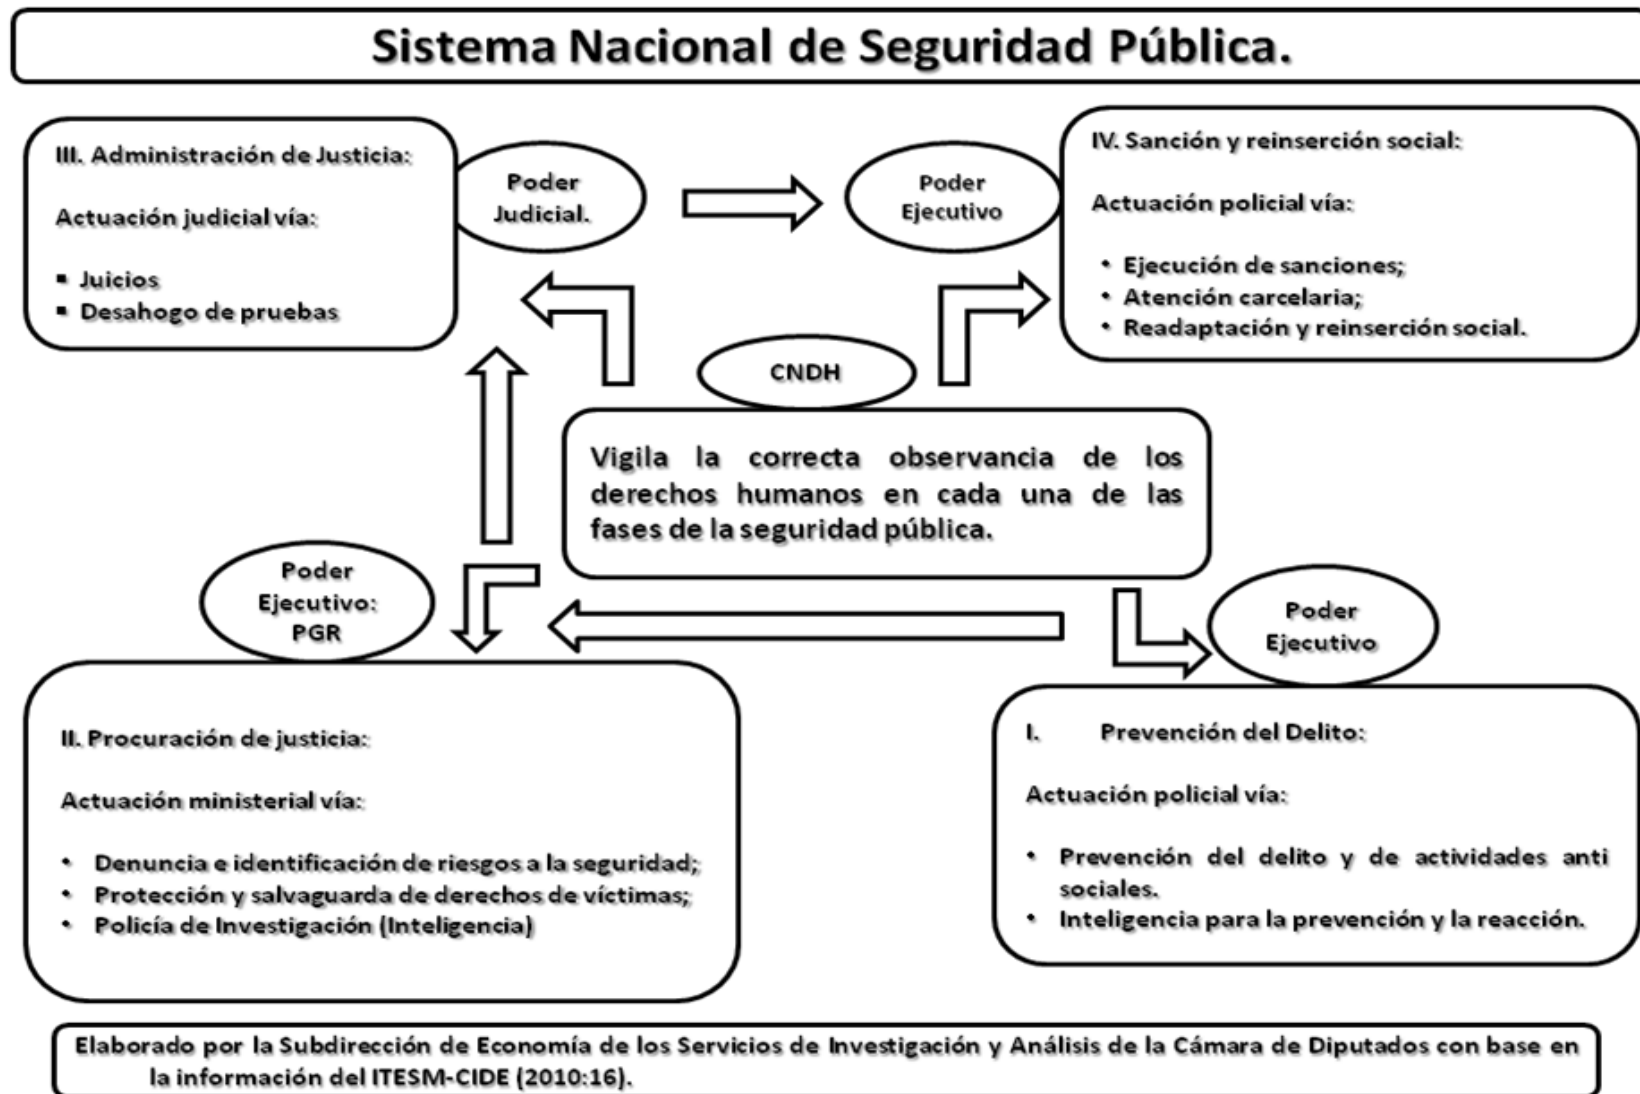 Sistema Nacional de Seguridad Pública.
III. Administración de Justicia:
Actuación judicial vía:
▪ Juicios
▪ Desahogo de pruebas
Poder
Judicial.
Poder
Ejecutivo
IV. Sanción y reinserción social:
Actuación policial vía:
• Ejecución de sanciones;
• Atención carcelaria;
• Readaptación y reinserción social.
CNDH
Vigila la correcta observancia de los
derechos humanos en cada una de las
fases de la seguridad pública.
Poder
Ejecutivo:
PGR
II. Procuración de justicia:
Actuación ministerial vía:
• Denuncia e identificación de riesgos a la seguridad;
• Protección y salvaguarda de derechos de víctimas;
• Policía de Investigación (Inteligencia)
Poder
Ejecutivo
I. Prevención del Delito:
Actuación policial vía:
• Prevención del delito y de actividades anti
sociales.
• Inteligencia para la prevención y la reacción.
Elaborado por la Subdirección de Economía de los Servicios de Investigación y Análisis de la Cámara de Diputados con base en
la información del ITESM-CIDE (2010:16).